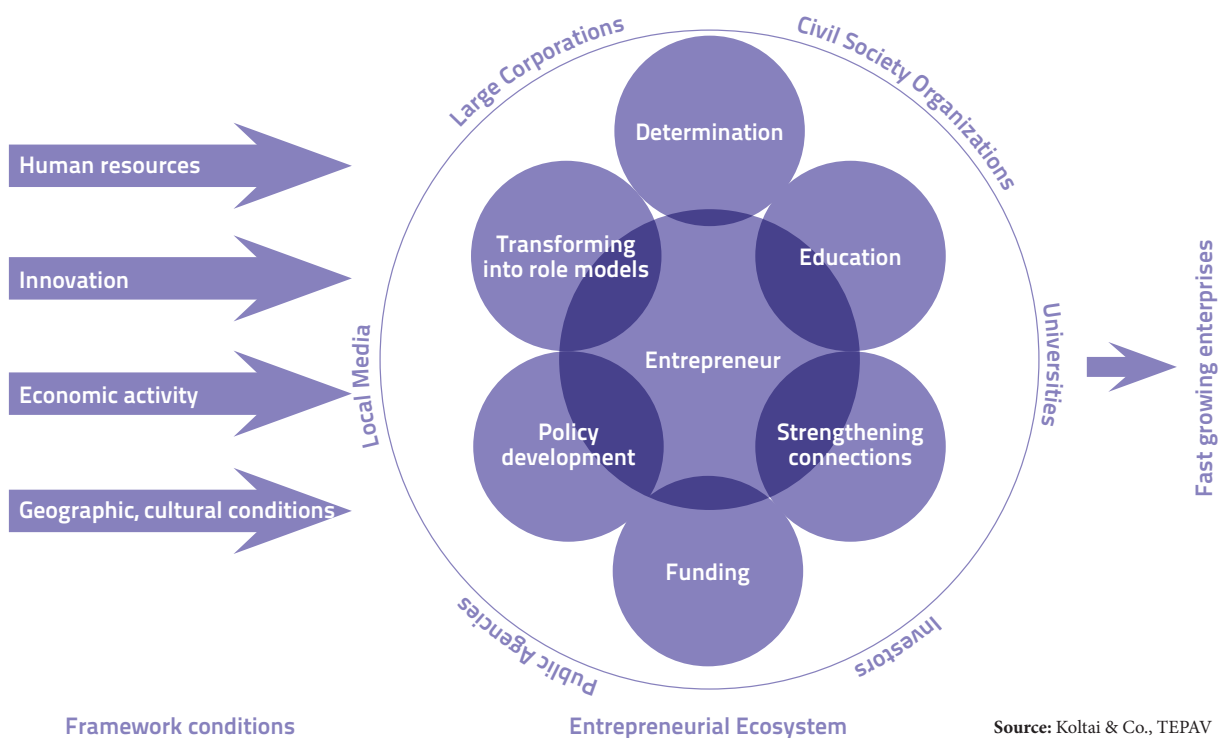 Human resources
Innovation
Economic activity
Geographic, cultural conditions
Framework conditions
Large Corporations
Civil Society Organizations
Universities
Investors
Public Agencies
Local Media
Determination
Education
Strengthening
connections
Funding
Policy
development
Transforming
into role models
Entrepreneur
Entrepreneurial Ecosystem
Fast growing enterprises
Source: Koltai & Co., TEPAV